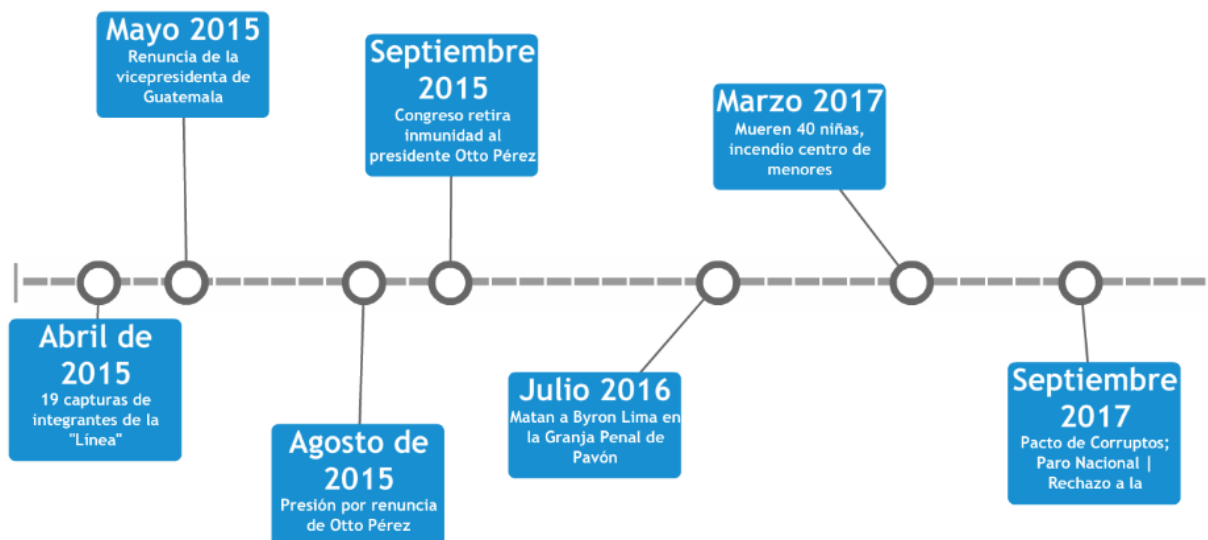 Mayo 2015
Renuncia de la
vicepresidenta de
Guatemala
Septiembre
2015
Congreso retira
inmunidad al
presidente Otto Pérez
Marzo 2017
Mueren 40 niñas,
incendio centro de
menores
Abril de
2015
19 capturas de
integrantes de la
"Línea"
Agosto de
2015
Presión por renuncia
de Otto Pérez
Julio 2016
Matan a Byron Lima en
la Granja Penal de
Pavón
Septiembre
2017
Pacto de Corruptos;
Paro Nacional |
Rechazo a la